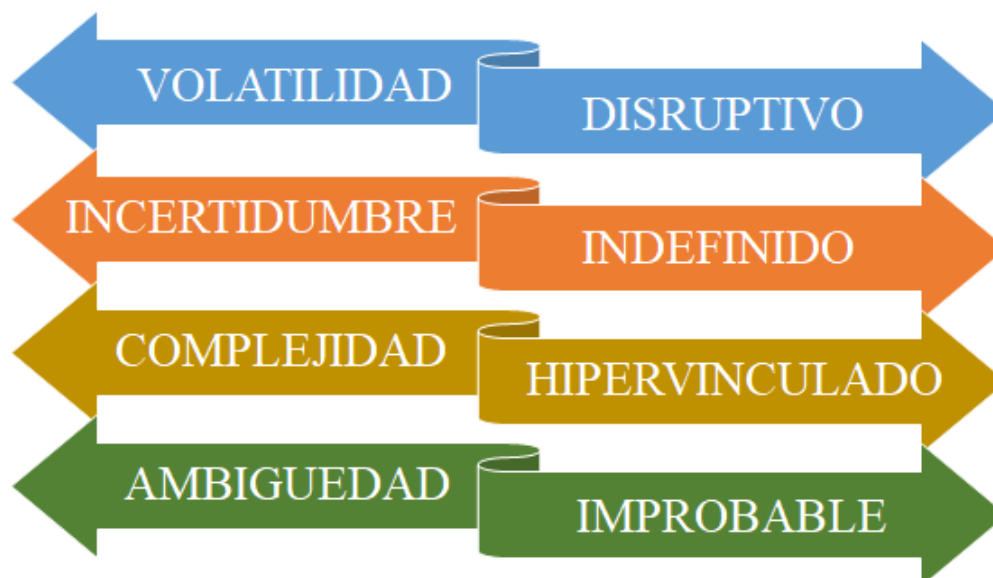 VOLATILIDAD
DISRUPTIVO
INCERTIDUMBRE
INDEFINIDO
COMPLEJIDAD
HIPERVINCULADO
AMBIGUEDAD
IMPROBABLE